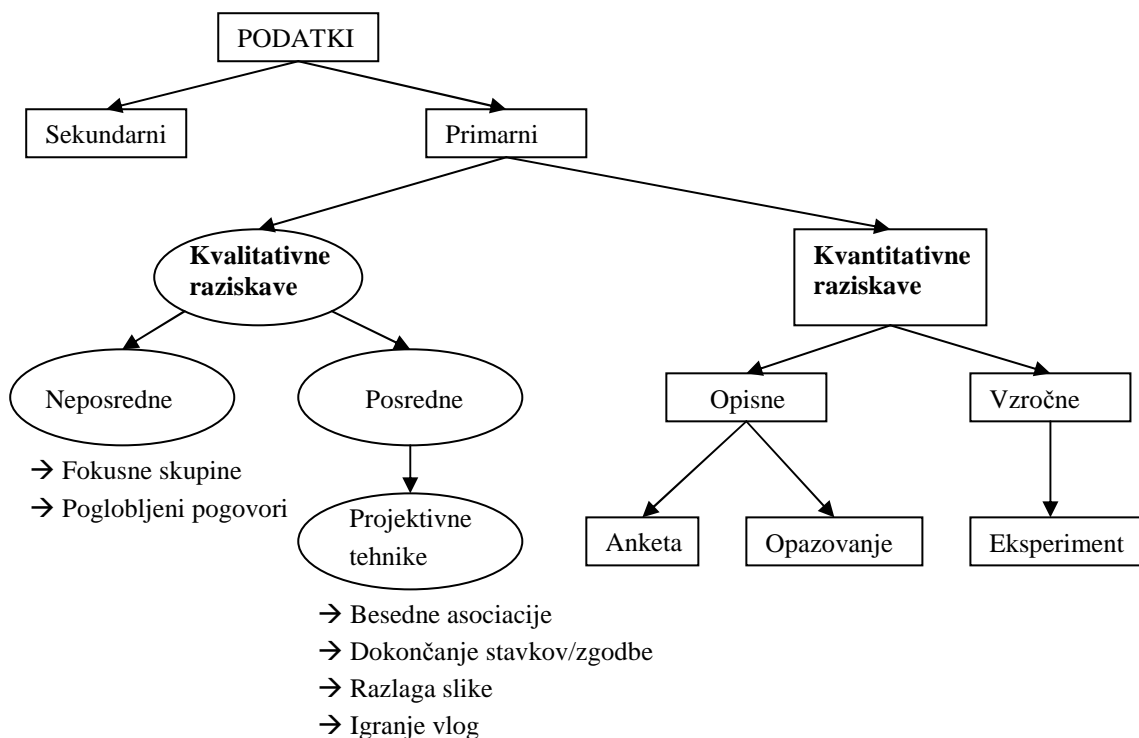 PODATKI
Sekundarni
Primarni
Kvalitativne
raziskave
Kvantitativne
raziskave
Neposredne
Posredne
Opisne
Vzročne
→ Fokusne skupine
→ Poglobljeni pogovori
Projektivne
tehnike
Anketa
Opazovanje
Eksperiment
→ Besedne asociacije
→ Dokončanje stavkov/zgodbe
→ Razlaga slike
→ Igranje vlog